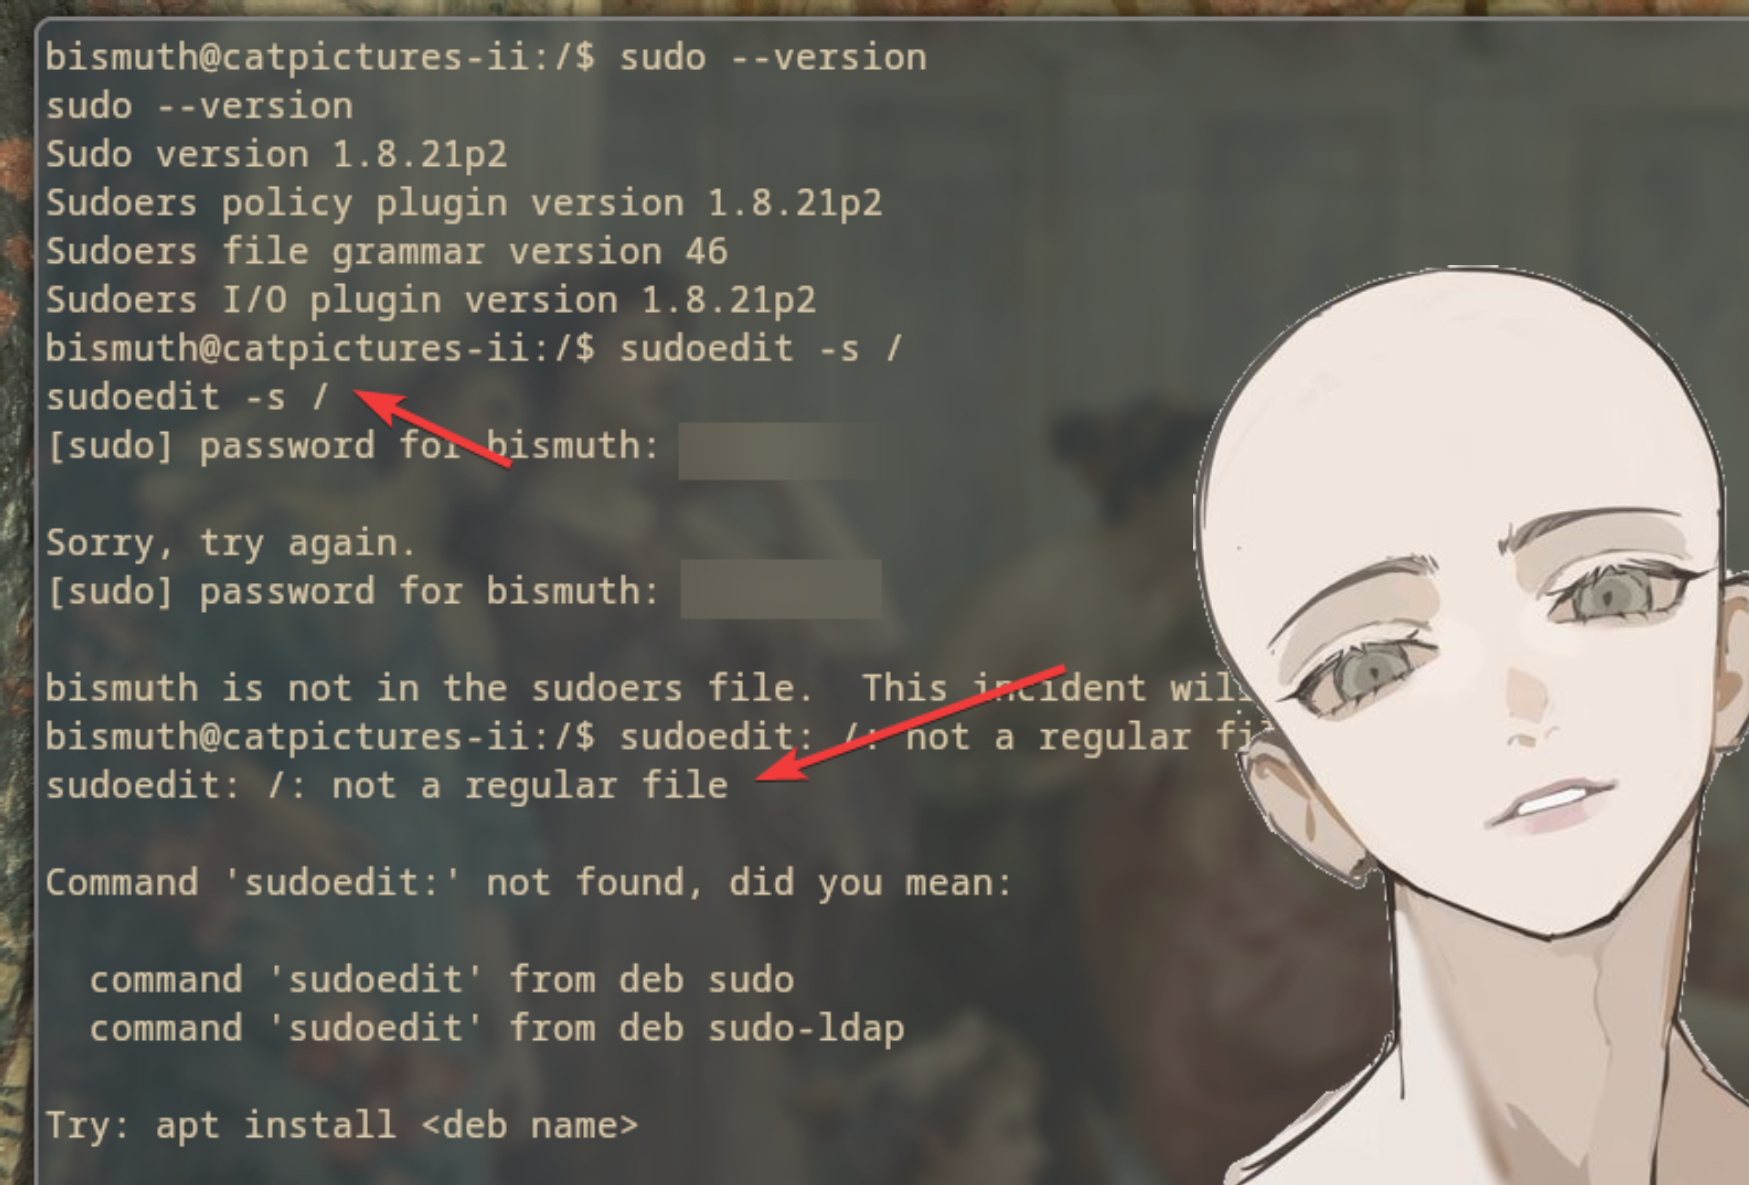 bismuth@catpictures-ii:/$ sudo --version
sudo --version
Sudo version 1.8.21p2
Sudoers policy plugin version 1.8.21p2
Sudoers file grammar version 46
Sudoers I/O plugin version 1.8.21p2
bismuth@catpictures-ii:/$ sudoedit -s /
sudoedit -s /
[sudo] password for bismuth:
Sorry, try again.
[sudo] password for bismuth:
bismuth is not in the sudoers file.  This incident wil
bismuth@catpictures-ii:/$ sudoedit: /: not a regular fi
sudoedit: /: not a regular file
Command 'sudoedit:' not found, did you mean:
  command 'sudoedit' from deb sudo
  command 'sudoedit' from deb sudo-ldap
Try: apt install <deb name>